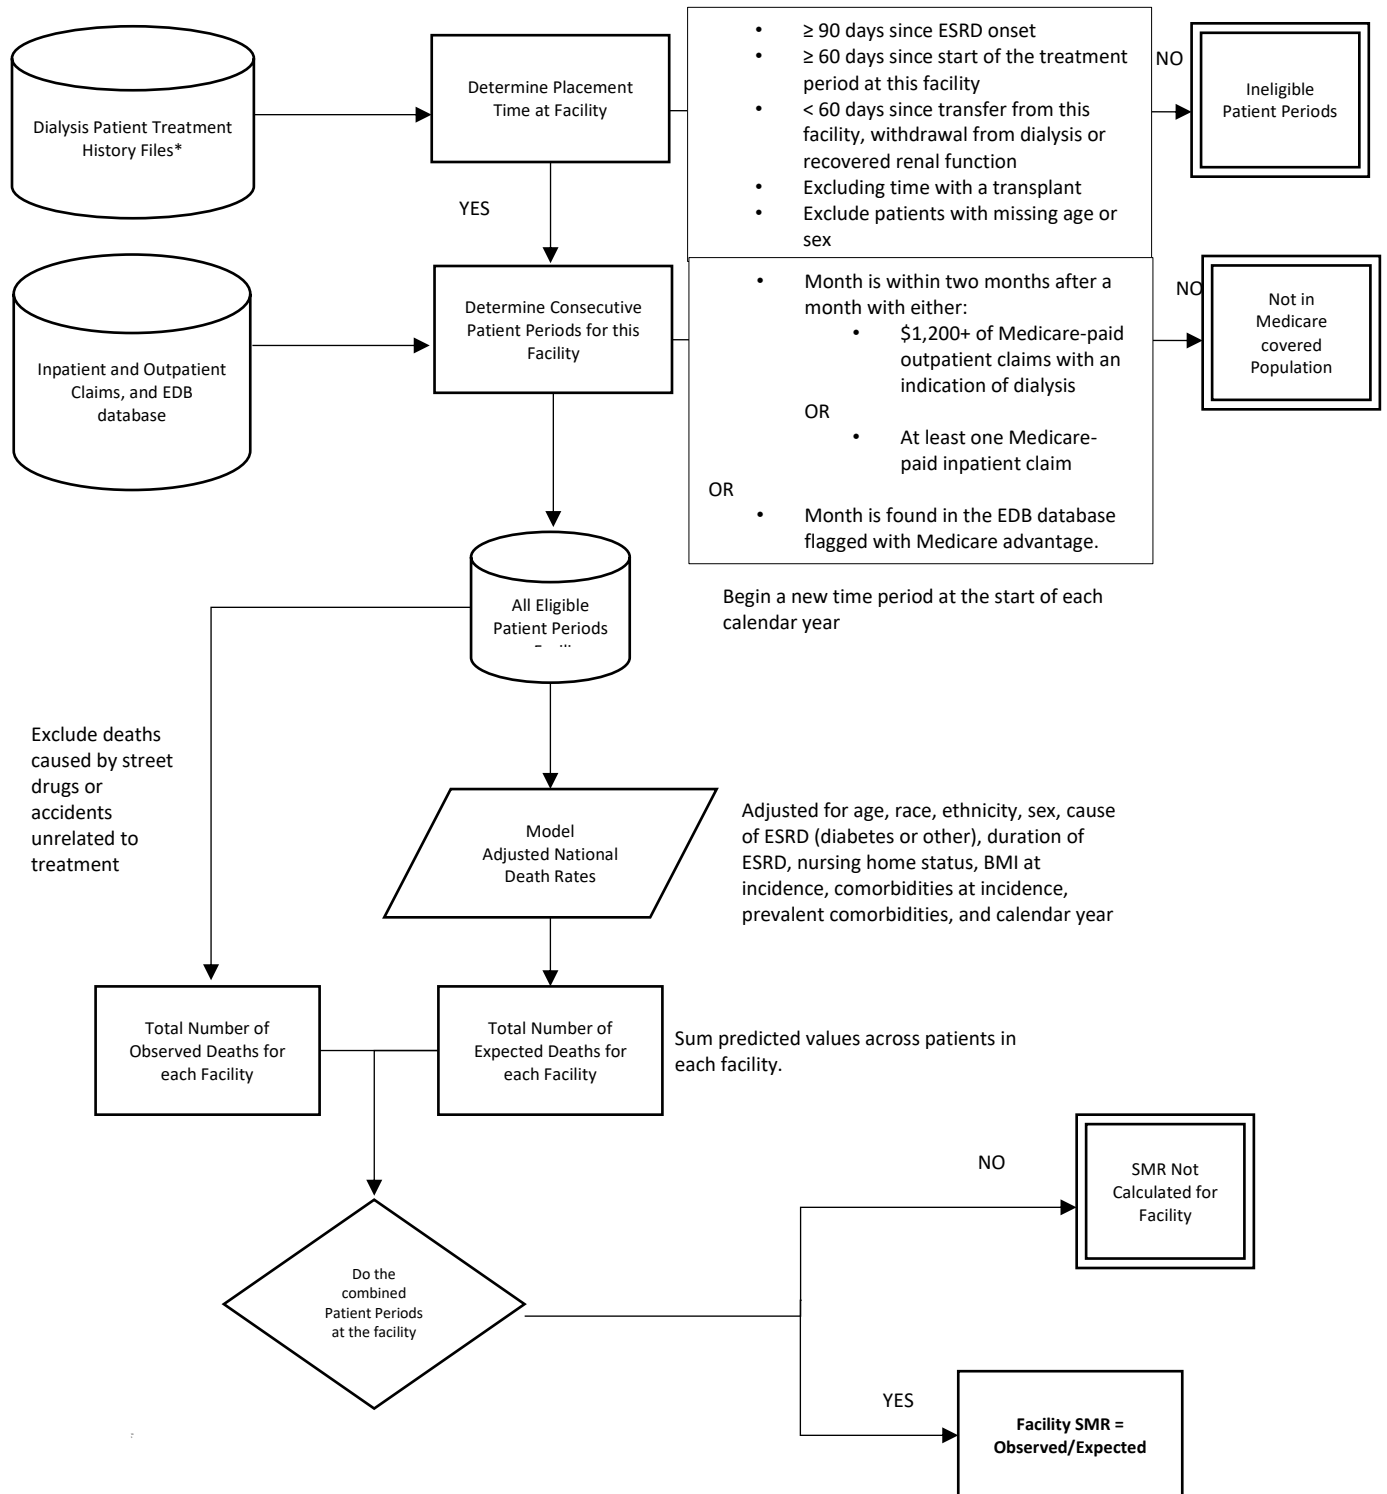 Dialysis Patient Treatment
History Files*
Determine Placement
Time at Facility
• ≥ 90 days since ESRD onset
• ≥ 60 days since start of the treatment
period at this facility
• < 60 days since transfer from this
facility, withdrawal from dialysis or
recovered renal function
• Excluding time with a transplant
• Exclude patients with missing age or
sex
NO
Ineligible
Patient Periods
YES
Inpatient and Outpatient
Claims, and EDB
database
Determine Consecutive
Patient Periods for this
Facility
• Month is within two months after a
month with either:
• $1,200+ of Medicare-paid
outpatient claims with an
indication of dialysis
OR
• At least one Medicare-
paid inpatient claim
OR
• Month is found in the EDB database
flagged with Medicare advantage.
NO
Not in
Medicare
covered
Population
Begin a new time period at the start of each
calendar year
All Eligible
Patient Periods
Exclude deaths
caused by street
drugs or
accidents
unrelated to
treatment
Model
Adjusted National
Death Rates
Adjusted for age, race, ethnicity, sex, cause
of ESRD (diabetes or other), duration of
ESRD, nursing home status, BMI at
incidence, comorbidities at incidence,
prevalent comorbidities, and calendar year
Total Number of
Observed Deaths for
each Facility
Total Number of
Expected Deaths for
each Facility
Sum predicted values across patients in
each facility.
Do the
combined
Patient Periods
at the facility
NO
SMR Not
Calculated for
Facility
YES
Facility SMR =
Observed/Expected